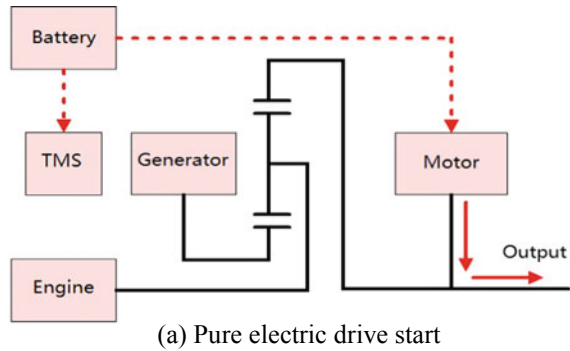 Battery
TMS
Generator
Motor
Output
Engine
(a) Pure electric drive start